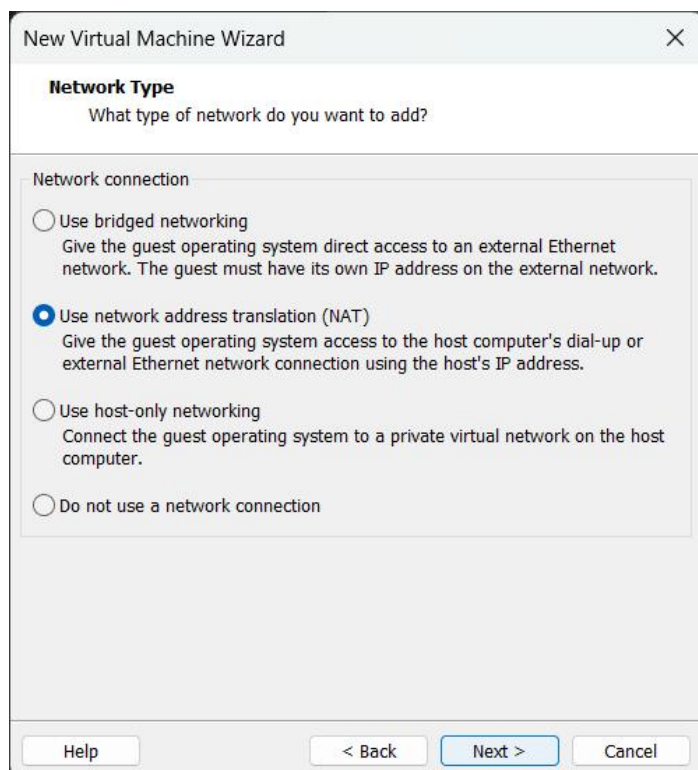 New Virtual Machine Wizard
Network Type
What type of network do you want to add?
Network connection
Use bridged networking
Give the guest operating system direct access to an external Ethernet
network. The guest must have its own IP address on the external network.
Use network address translation (NAT)
Give the guest operating system access to the host computer's dial-up or
external Ethernet network connection using the host's IP address.
Use host-only networking
Connect the guest operating system to a private virtual network on the host
computer.
Do not use a network connection
Help
< Back
Next >
Cancel